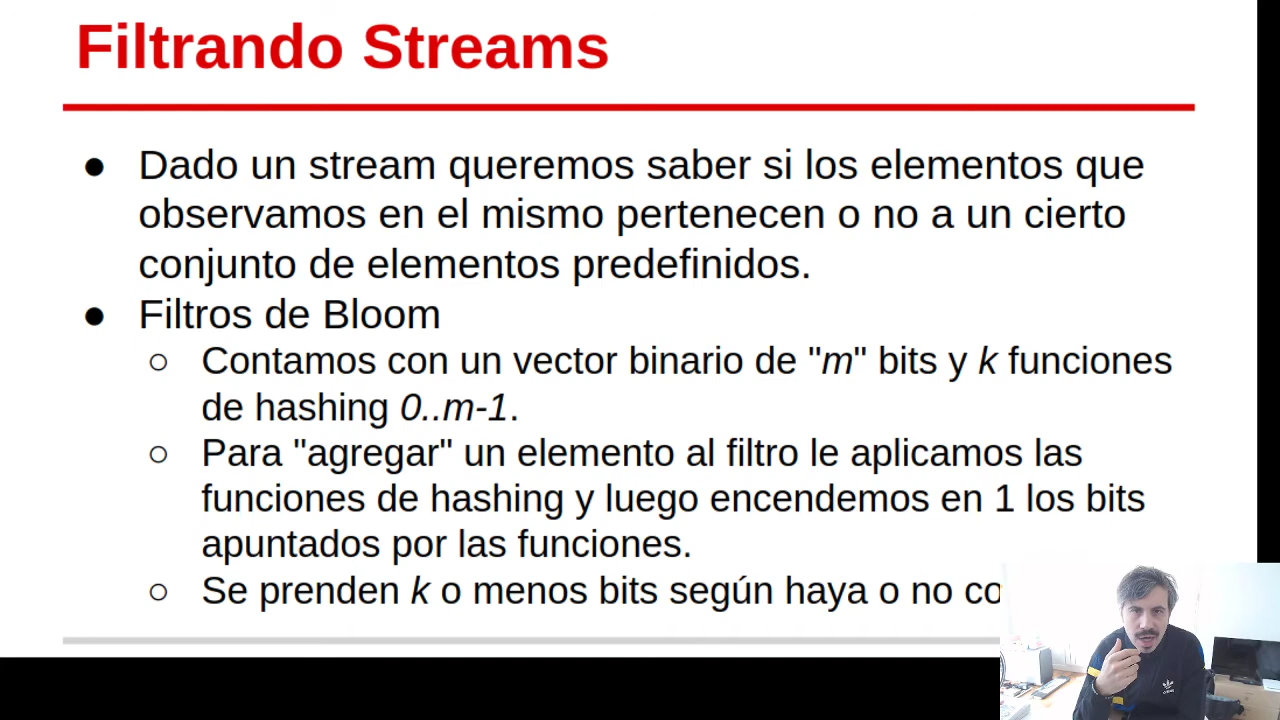 Filtrando Streams
● Dado un stream queremos saber si los elementos que
observamos en el mismo pertenecen o no a un cierto
conjunto de elementos predefinidos.
● Filtros de Bloom
○ Contamos con un vector binario de "m" bits y k funciones
de hashing 0..m-1.
○ Para "agregar" un elemento al filtro le aplicamos las
funciones de hashing y luego encendemos en 1 los bits
apuntados por las funciones.
○ Se prenden k o menos bits según haya o no